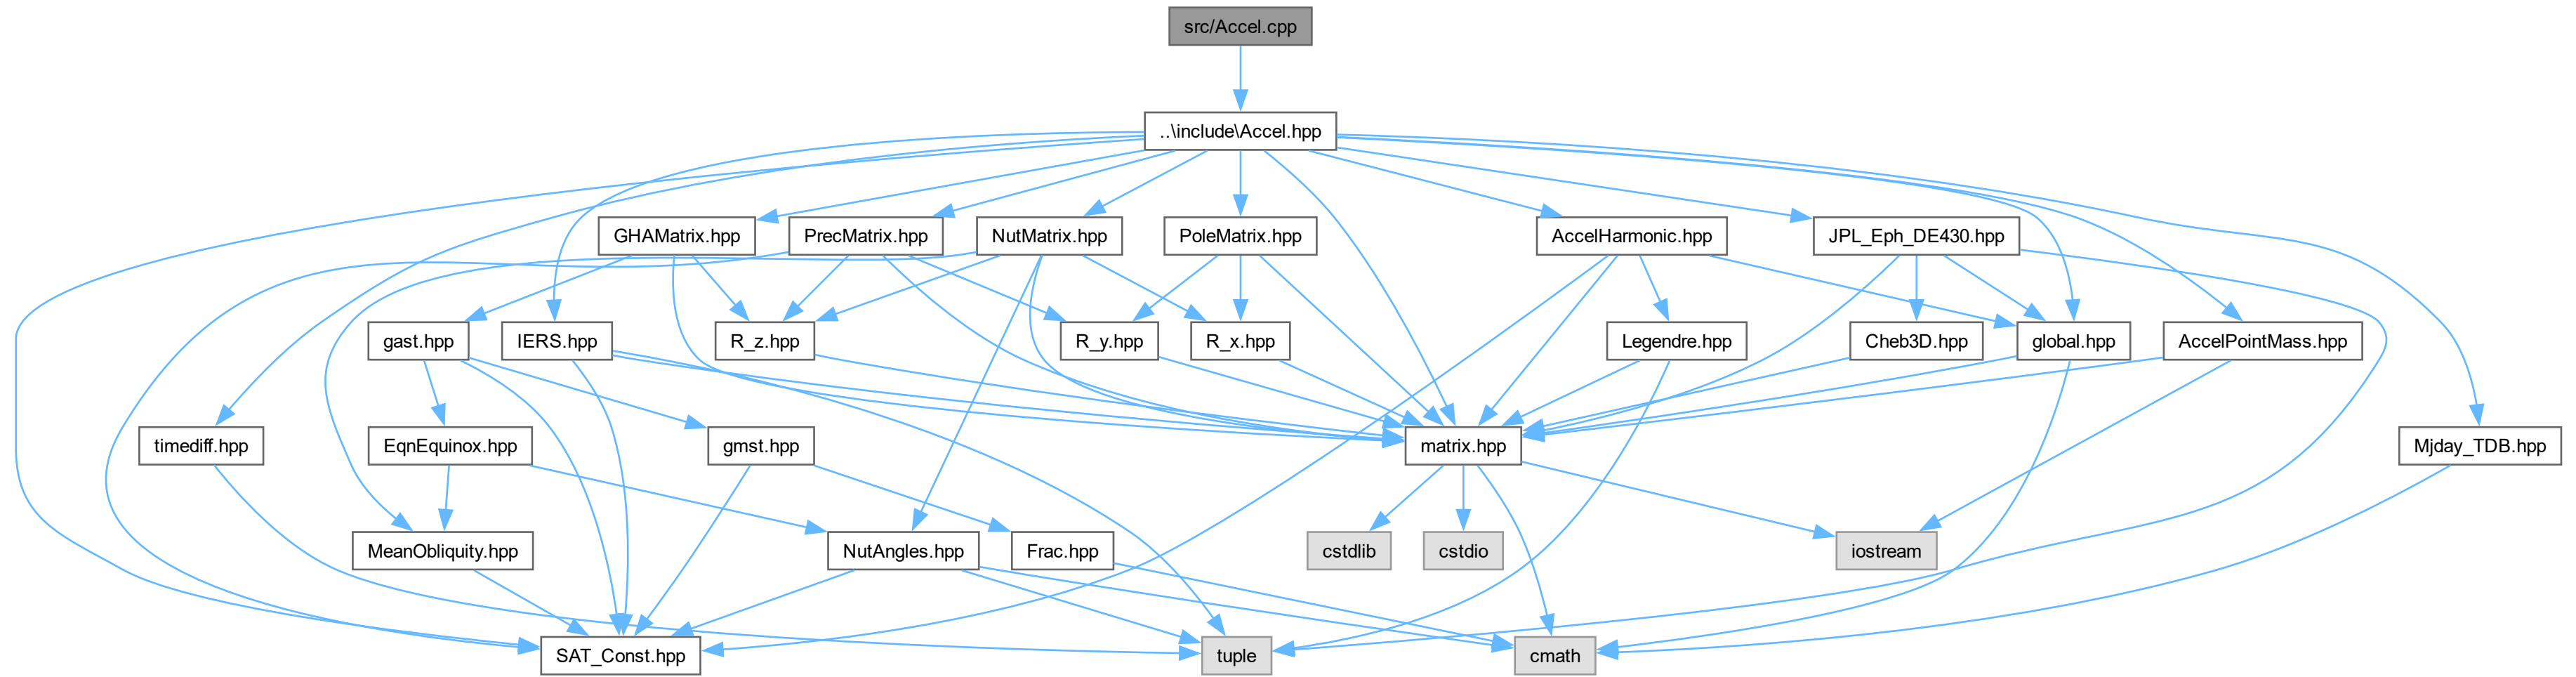 src/Accel.cpp
..\include\Accel.hpp
GHAMatrix.hpp
PrecMatrix.hpp
NutMatrix.hpp
PoleMatrix.hpp
AccelHarmonic.hpp
JPL_Eph_DE430.hpp
gast.hpp
IERS.hpp
R_z.hpp
R_y.hpp
R_x.hpp
Legendre.hpp
Cheb3D.hpp
global.hpp
AccelPointMass.hpp
timediff.hpp
EqnEquinox.hpp
gmst.hpp
matrix.hpp
Mjday_TDB.hpp
MeanObliquity.hpp
NutAngles.hpp
Frac.hpp
cstdlib
cstdio
iostream
SAT_Const.hpp
tuple
cmath